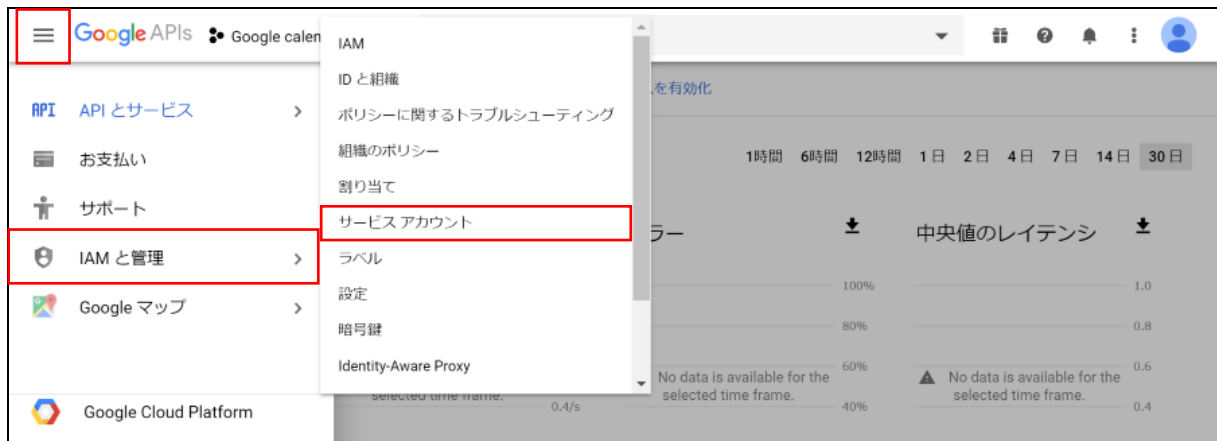 Google APIs Google calen
API APIとサービス
お支払い
サポート
IAM と管理
Google マップ
Google Cloud Platform
IAM
ID と組織
ポリシーに関するトラブルシューティング
組織のポリシー
割り当て
サービス アカウント
ラベル
設定
暗号鍵
Identity-Aware Proxy
を有効化
1時間 6時間 12時間 1日 2日 4日 7日 14日 30日
ラー
中央値のレイテンシ
100%
80%
60%
40%
No data is available for the
selected time frame.
1.0
0.8
0.6
0.4
No data is available for the
selected time frame.
selected time frame.
0.4/s